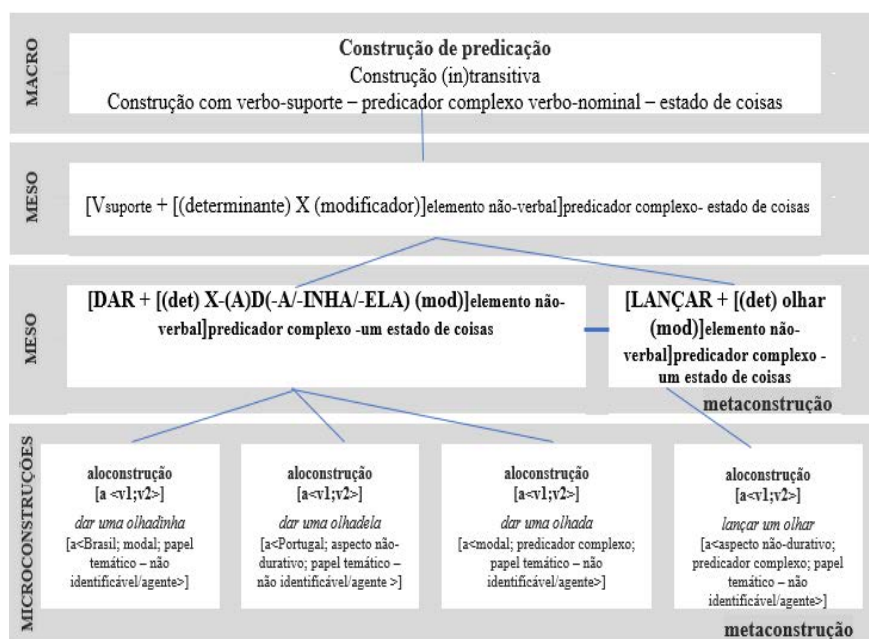 MACRO
Construção de predicação
Construção (in)transitiva
Construção com verbo-suporte – predicador complexo verbo-nominal – estado de coisas
MESO
[Vsuporte + [(determinante) X (modificador)]elemento não-verbal]predicador complexo- estado de coisas
MESO
[DAR + [(det) X-(A)D(-A/-INHA/-ELA) (mod)]elemento não-
verbal]predicador complexo -um estado de coisas
[LANÇAR + [(det) olhar
(mod)]elemento não-
verbal]predicador complexo -
um estado de coisas
metaconstrução
MICROCONSTRUÇÕES
aloconstrução
[a <v1;v2>]
dar uma olhadinha
[a<Brasil; modal; papel
temático – não
identificável/agente>]
aloconstrução
[a<v1;v2>]
dar uma olhadela
[a<Portugal; aspecto não-
durativo; papel temático –
não identificável/agente >]
aloconstrução
[a<v1;v2>]
dar uma olhada
[a<modal; predicador complexo;
papel temático – não
identificável/agente>]
aloconstrução
[a<v1;v2>]
lançar um olhar
[a<aspecto não-durativo;
predicador complexo; papel
temático – não
identificável/agente>]
metaconstrução